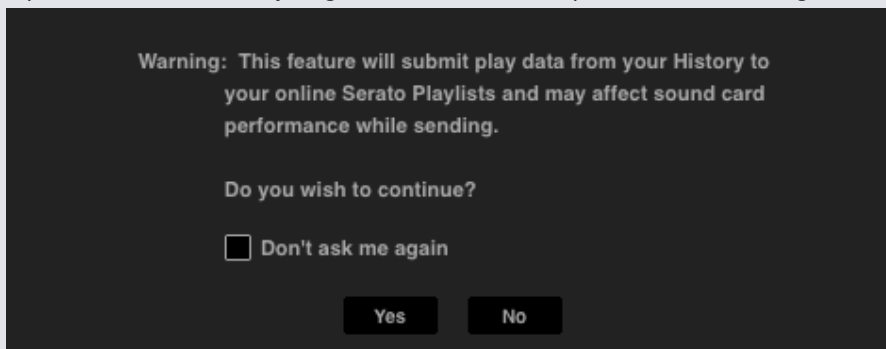 Warning: This feature will submit play data from your History to
your online Serato Playlists and may affect sound card
performance while sending.
Do you wish to continue?
Don't ask me again
Yes No